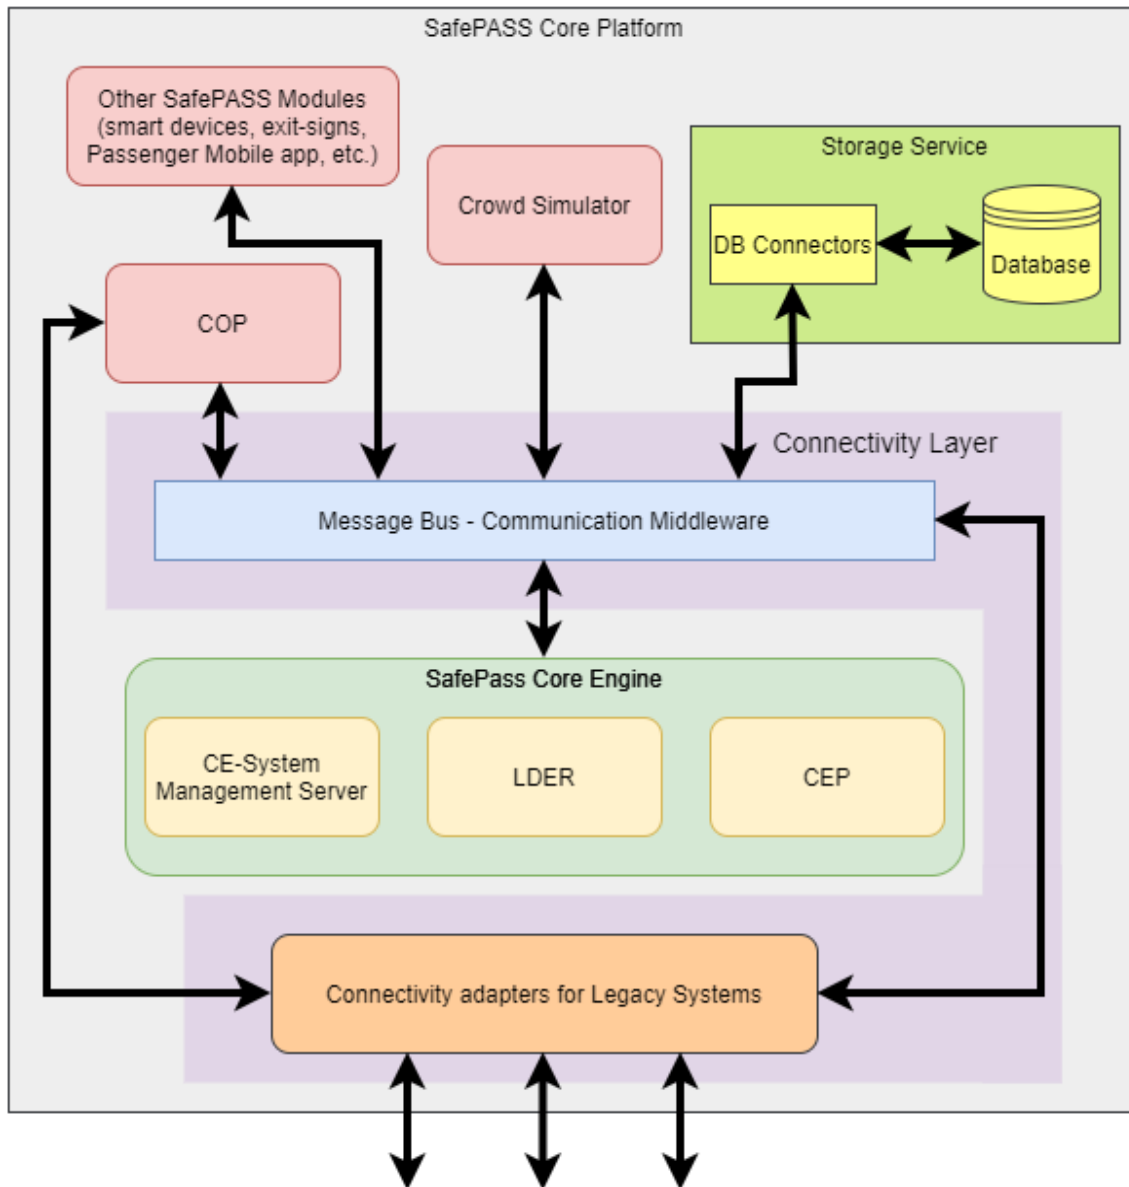 SafePASS Core Platform
Other SafePASS Modules
(smart devices, exit-signs,
Passenger Mobile app, etc.)
Crowd Simulator
Storage Service
DB Connectors
Database
COP
Connectivity Layer
Message Bus - Communication Middleware
SafePass Core Engine
CE-System
Management Server
LDER
CEP
Connectivity adapters for Legacy Systems